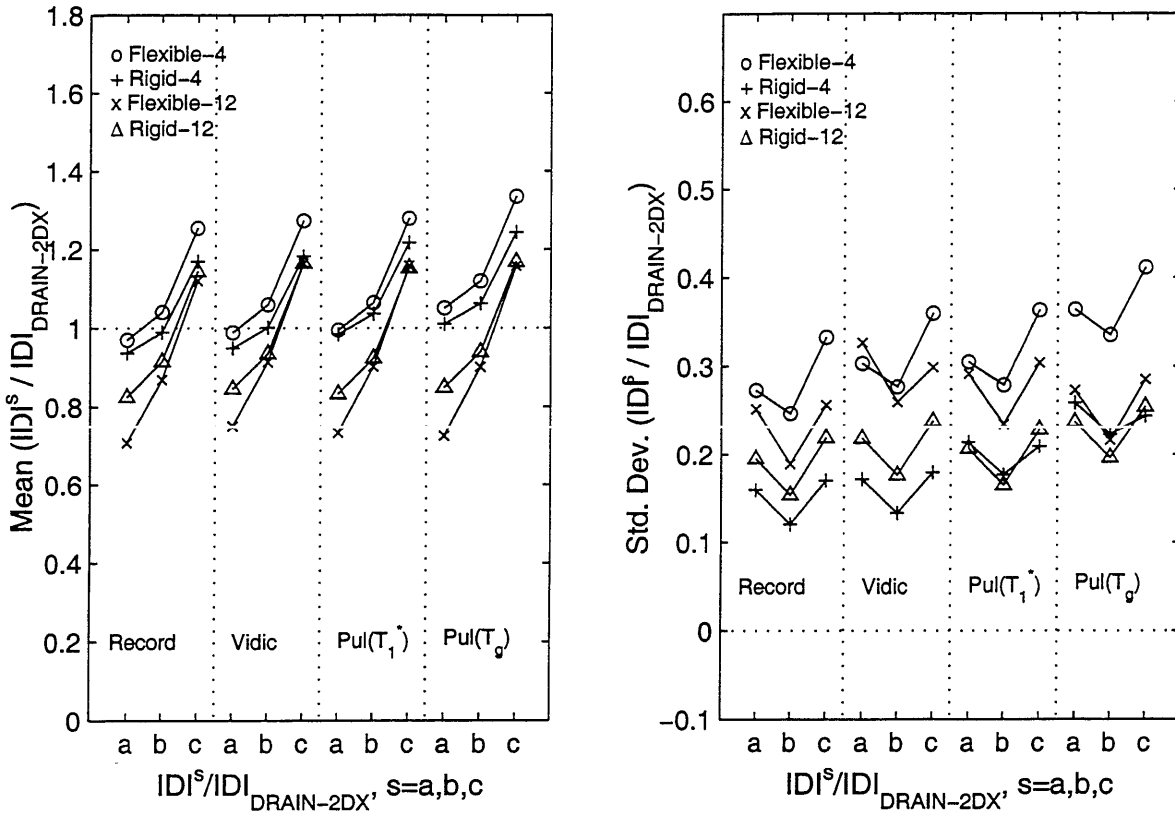 1.8
1.6
1.4
1.2
1
0.8
0.6
0.4
0.2
0
Mean (IDI^s / IDI_DRAIN-2DX)
o Flexible-4
+ Rigid-4
x Flexible-12
Δ Rigid-12
Record Vidic Pul(T_1^*) Pul(T_g)
a b c a b c a b c a b c
IDI^s/IDI_DRAIN-2DX, s=a,b,c
0.6
0.5
0.4
0.3
0.2
0.1
0
-0.1
Std. Dev. (IDI^s / IDI_DRAIN-2DX)
o Flexible-4
+ Rigid-4
x Flexible-12
Δ Rigid-12
Record Vidic Pul(T_1^*) Pul(T_g)
a b c a b c a b c a b c
IDI^s/IDI_DRAIN-2DX, s=a,b,c